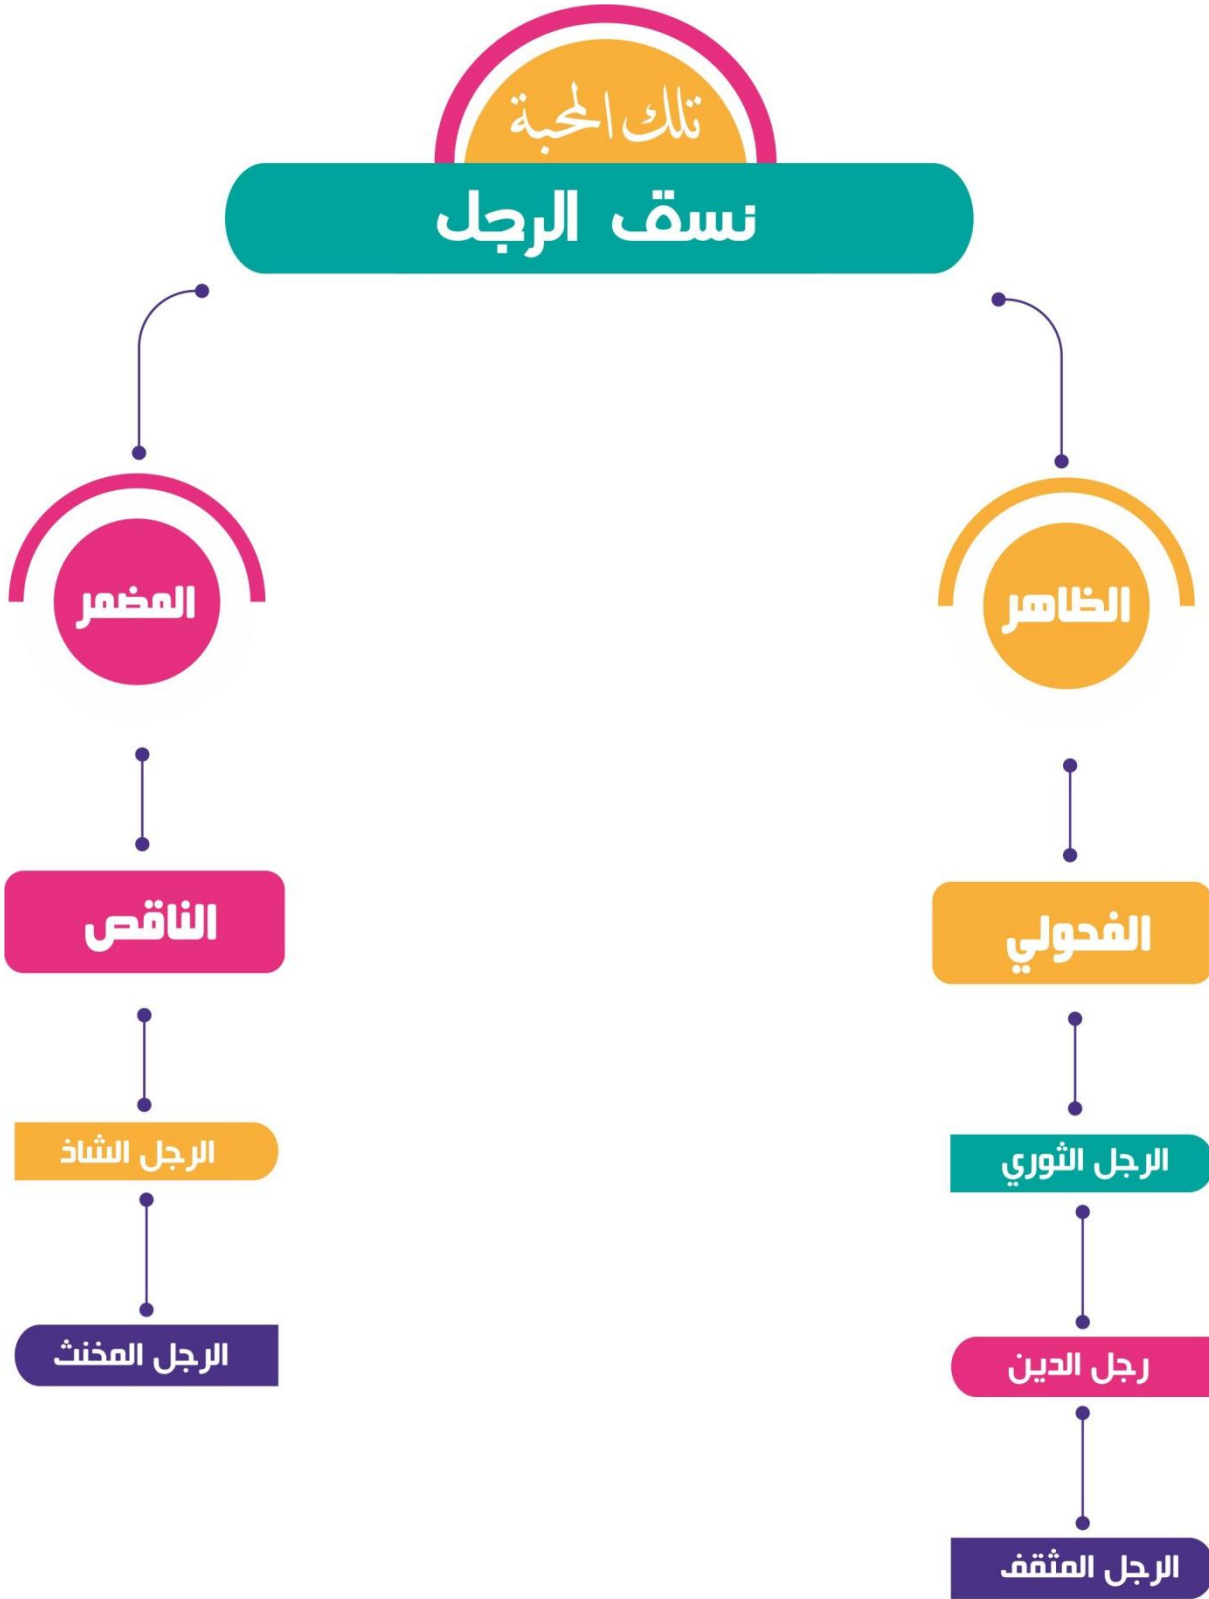 تلك المحبة
نسق الرجل
الظاهر
الفحولي
الرجل الثوري
رجل الدين
الرجل المثقف
المضمر
الناقص
الرجل الشاذ
الرجل المخنث